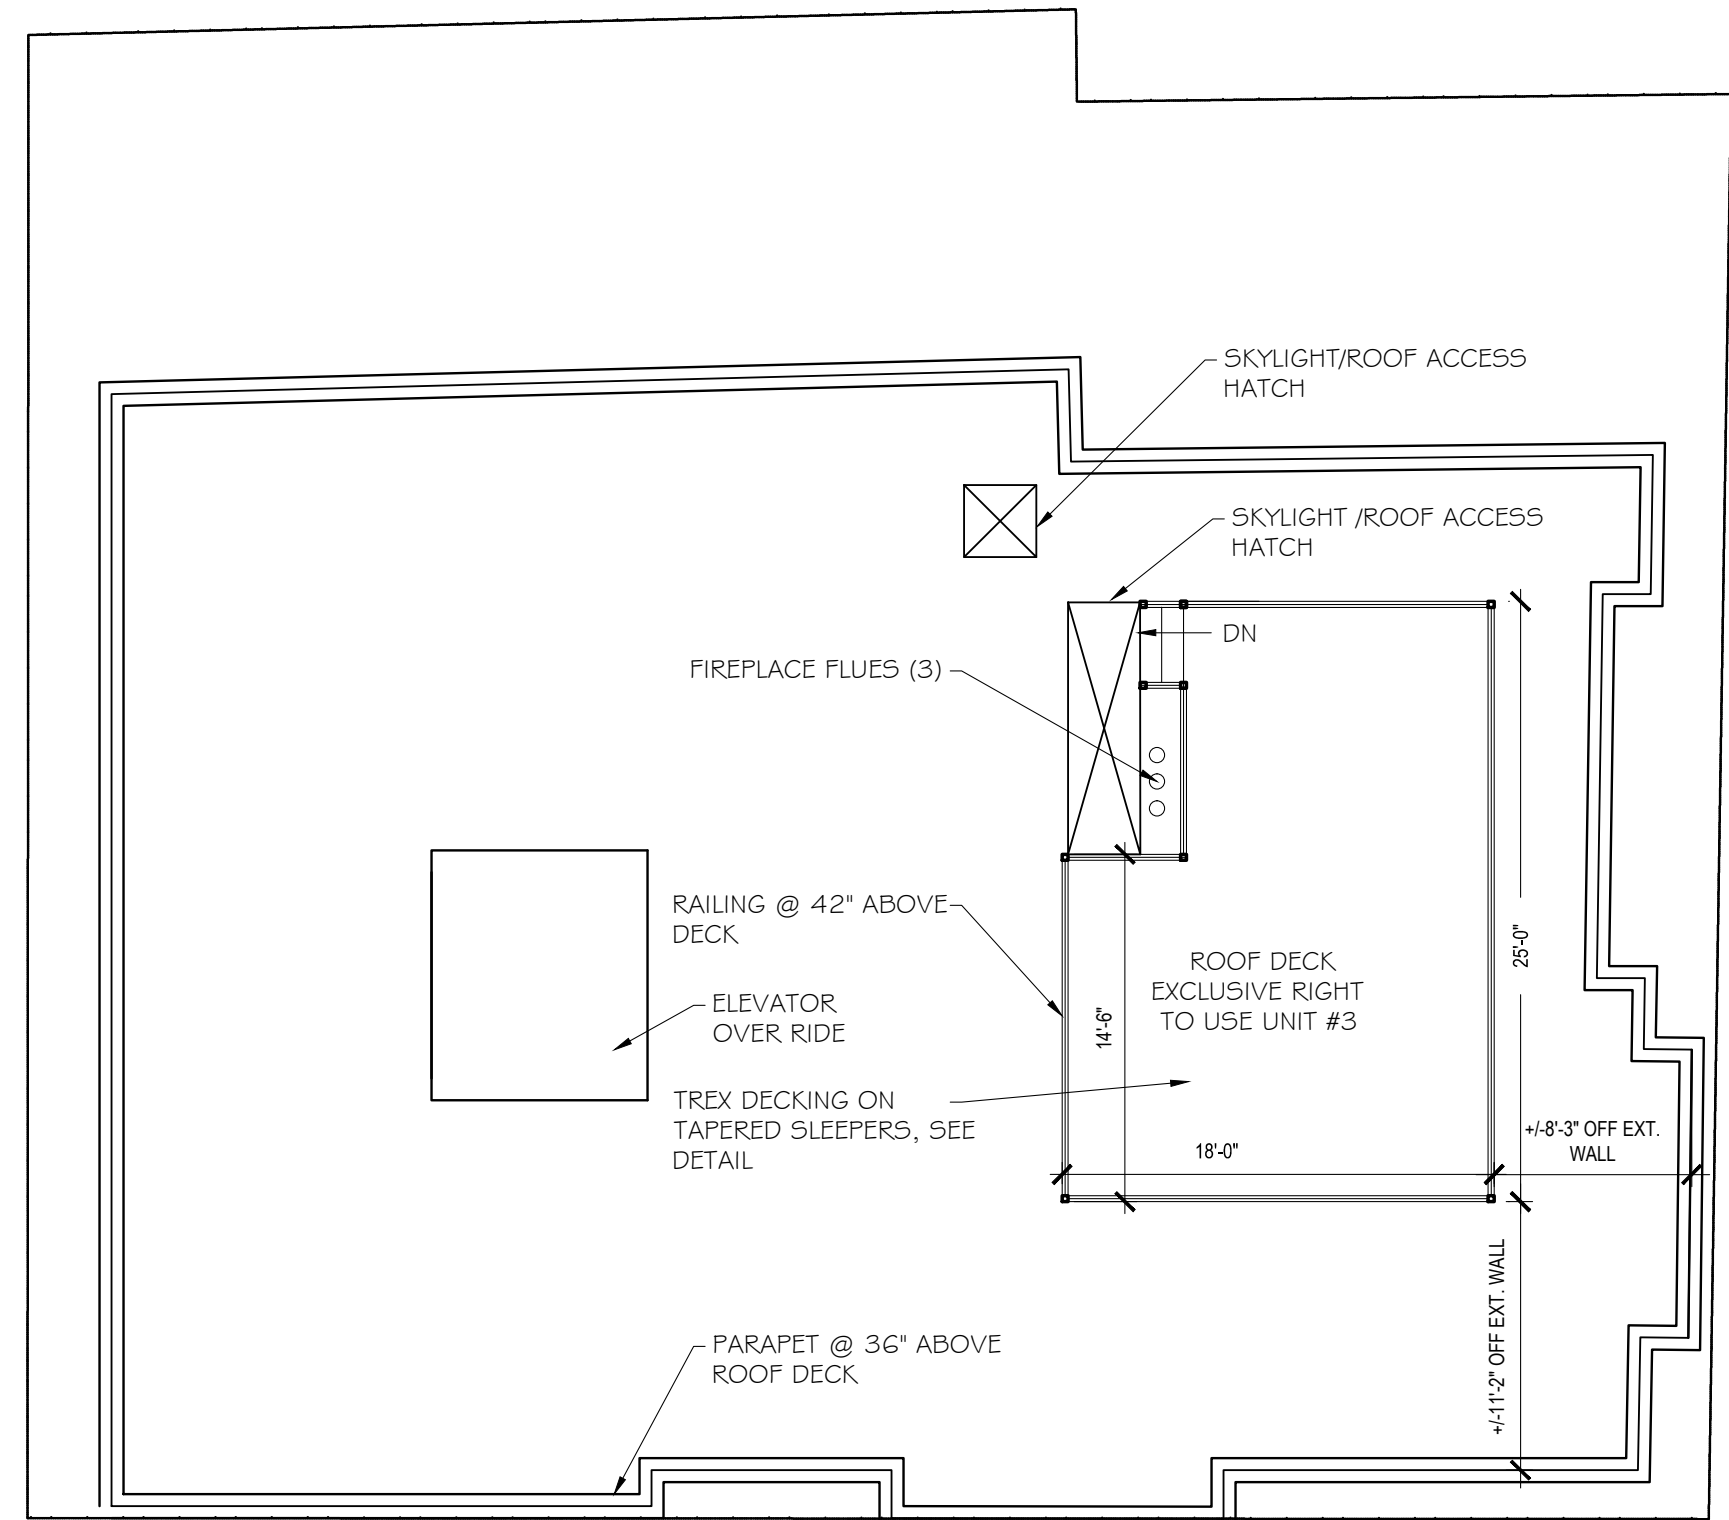 SKYLIGHT/ROOF ACCESS
HATCH
SKYLIGHT /ROOF ACCESS
HATCH
DN
FIREPLACE FLUES (3)
RAILING @ 42" ABOVE
DECK
ROOF DECK
EXCLUSIVE RIGHT
TO USE UNIT #3
25'-0"
14'-6"
ELEVATOR
OVER RIDE
TREX DECKING ON
TAPERED SLEEPERS, SEE
DETAIL
18'-0"
+/-8'-3" OFF EXT.
WALL
+/-11'-2" OFF EXT. WALL
PARAPET @ 36" ABOVE
ROOF DECK